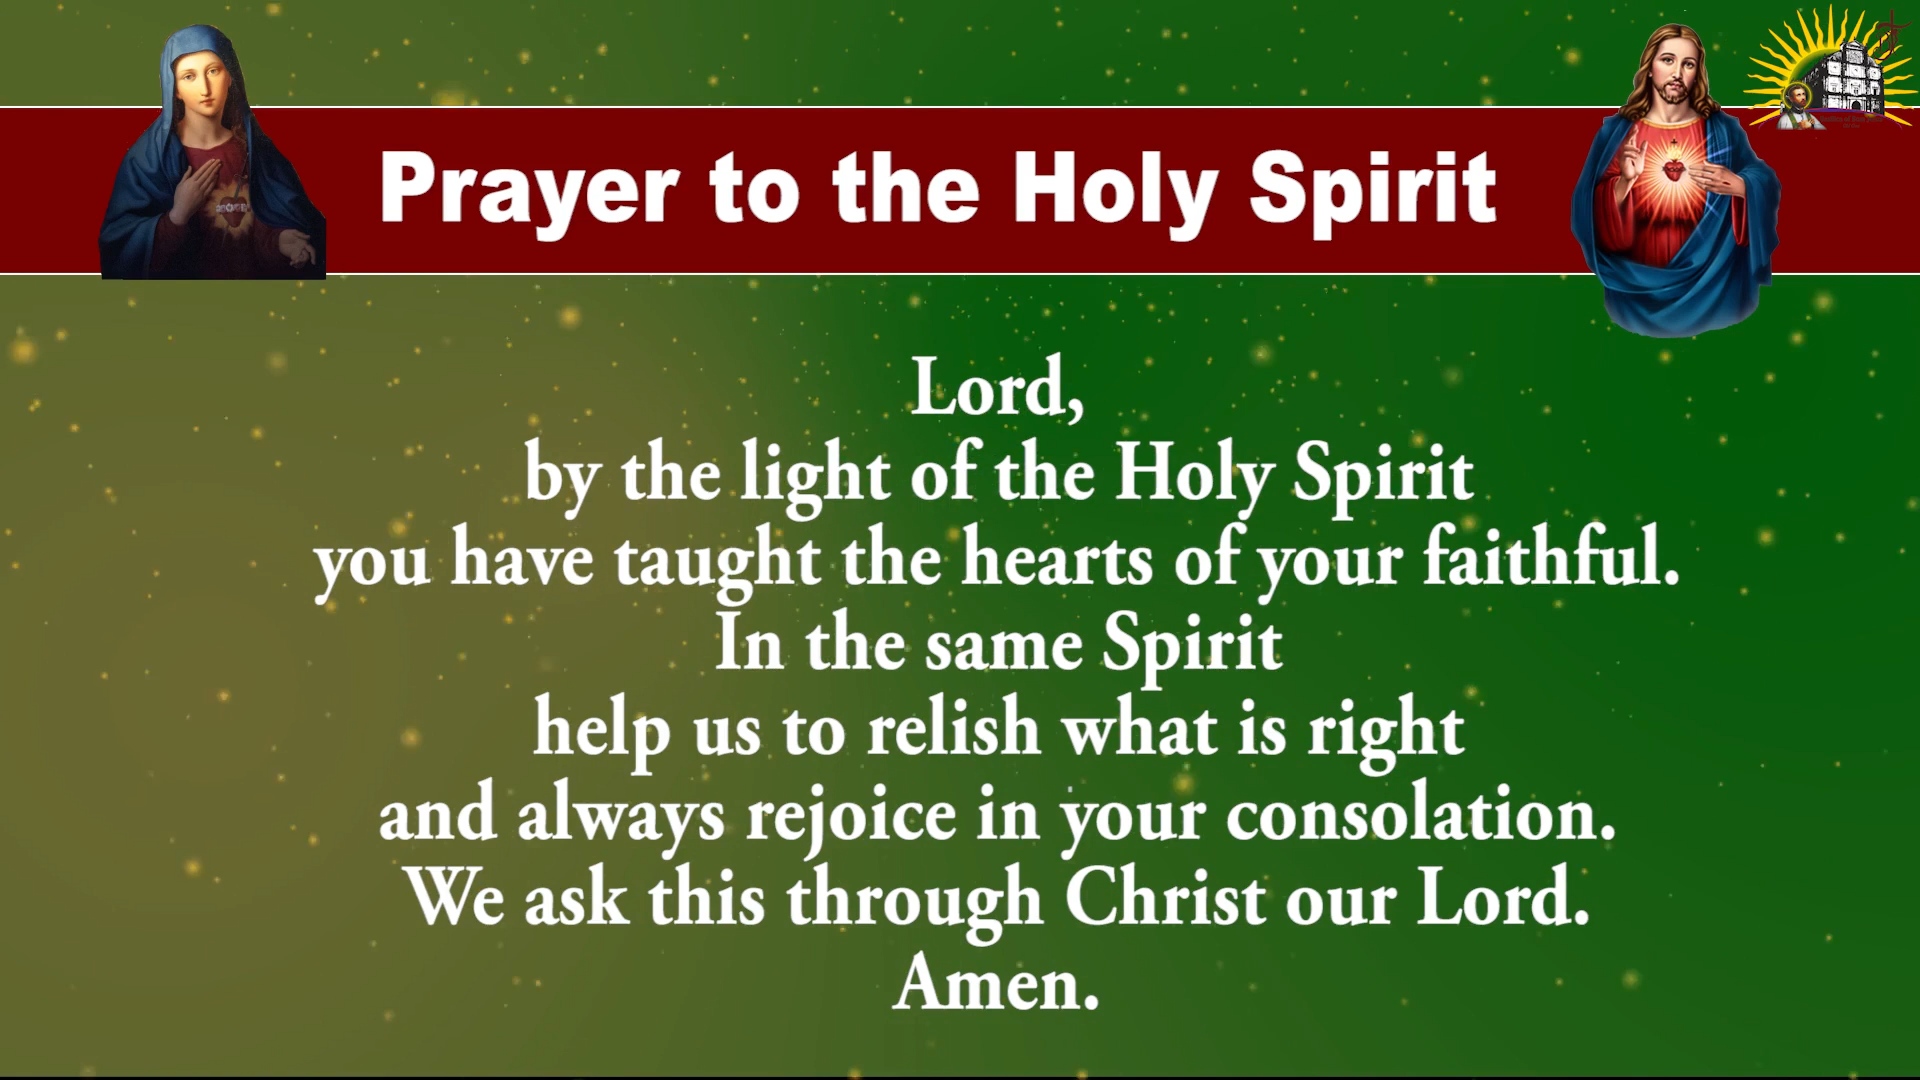 Prayer to the Holy Spirit
Lord,
by the light of the Holy Spirit
you have taught the hearts of your faithful.
In the same Spirit
help us to relish what is right
and always rejoice in your consolation.
We ask this through Christ our Lord.
Amen.